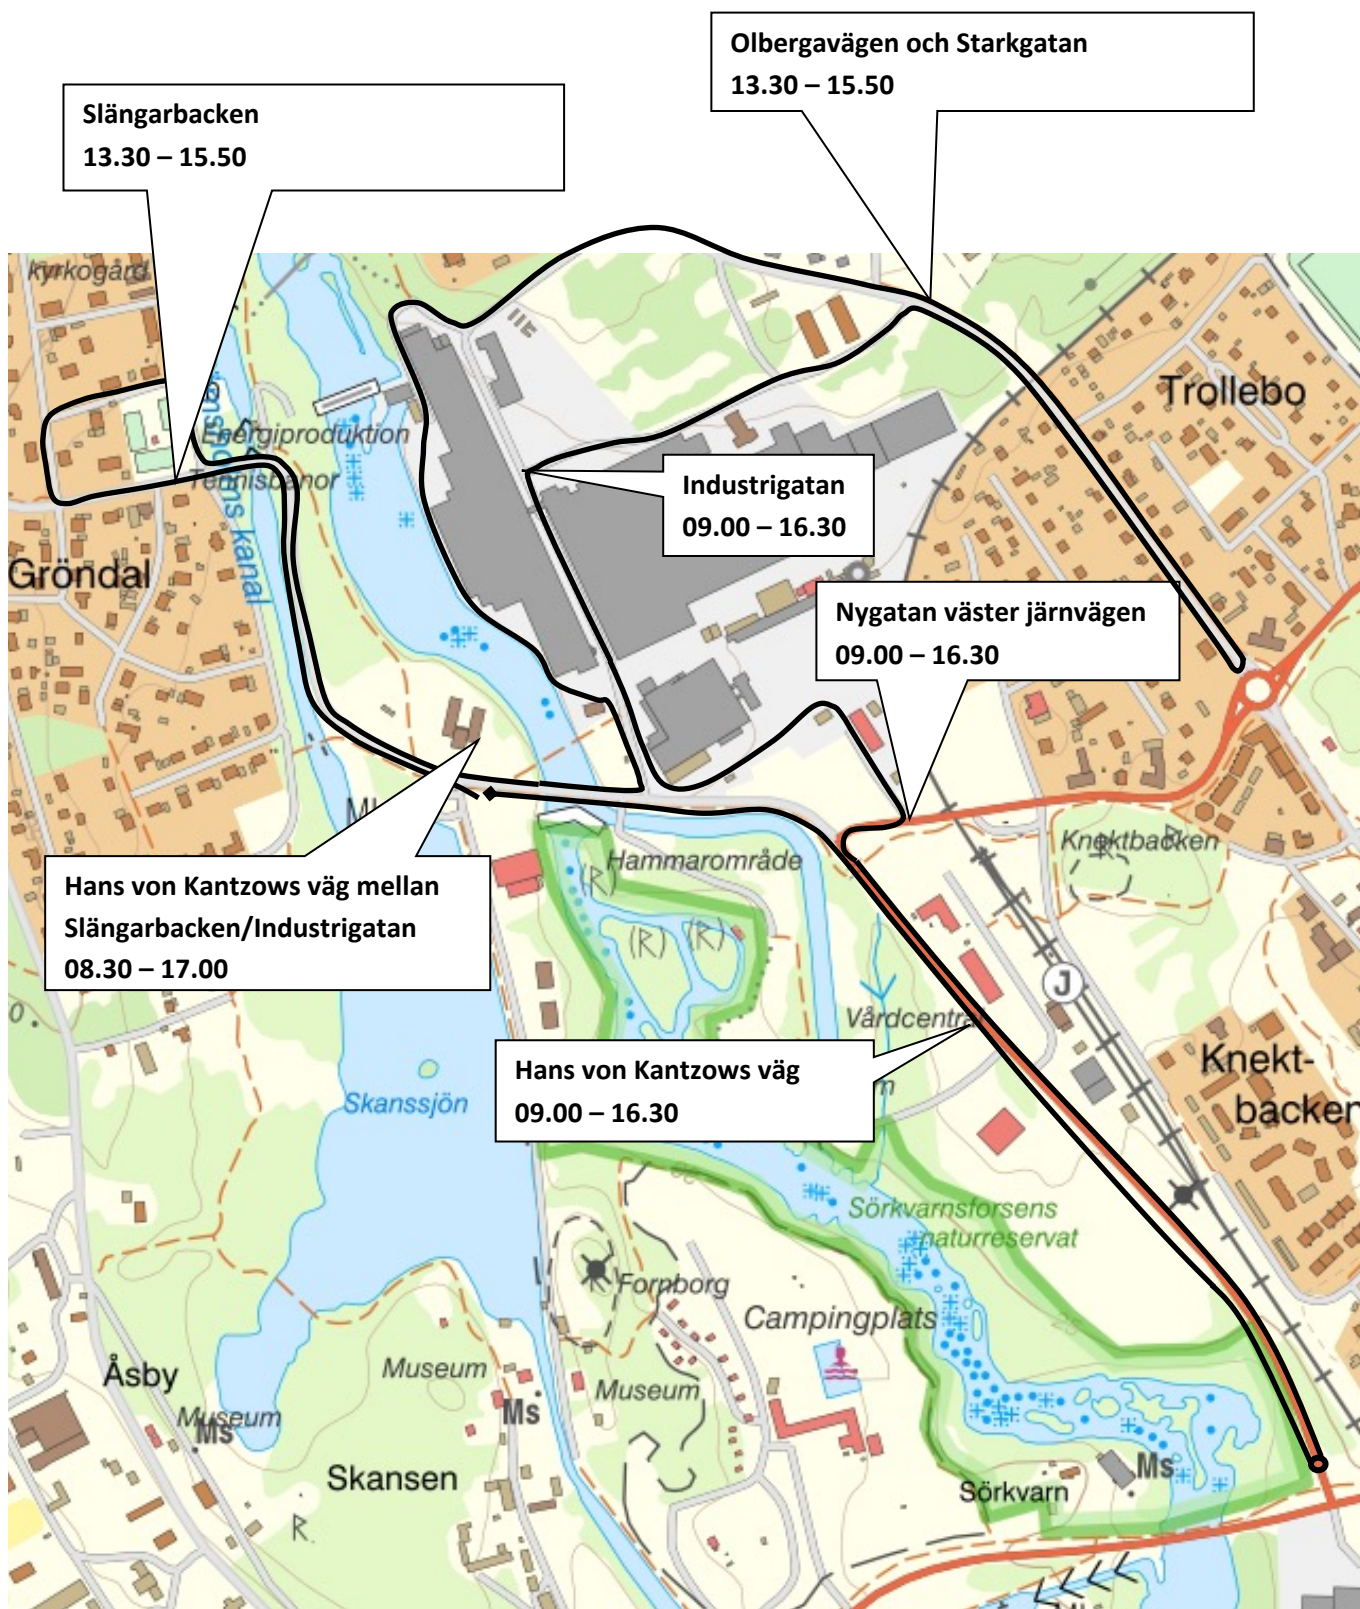 Olbergavägen och Starkgatan
13.30 – 15.50
Slängarbacken
13.30 – 15.50
kyrkogård
Trollebo
Energiproduktion
Tennisbanor
kanal
Industrigatan
09.00 – 16.30
Gröndal
Nygatan väster järnvägen
09.00 – 16.30
Knektbacken
R
Hammarområde
(R)
(R)
(R)
Hans von Kantzows väg mellan
Slängarbacken/Industrigatan
08.30 – 17.00
J
Vårdcentral
Hans von Kantzows väg
09.00 – 16.30
Knekt-
backen
Skanssjön
Sörkvarnsforsens
naturreservat
Fornborg
Campingplats
Åsby
Museum
Museum
Museum
Ms
Ms
Ms
Skansen
Sörkvarn
R